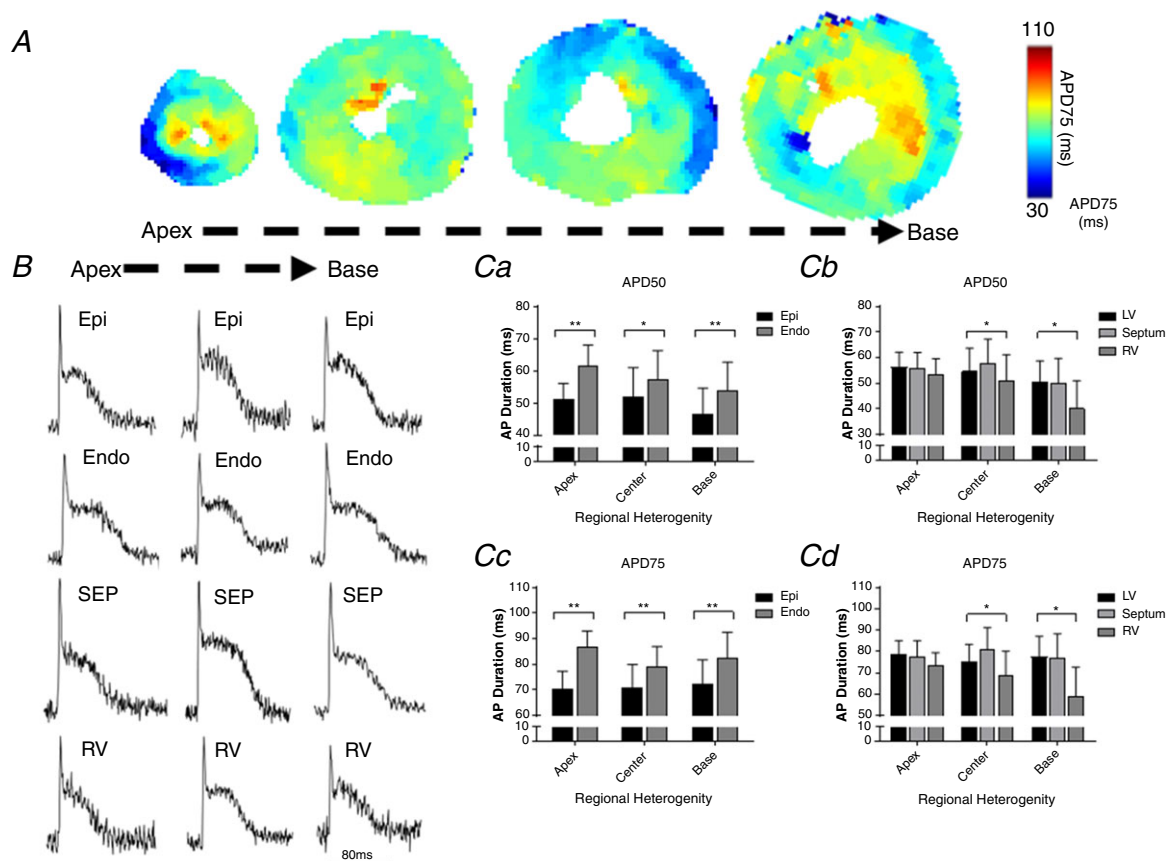 A
110
APD75 (ms)
30
APD75
(ms)
Apex
Base
B
Apex
Base
Epi
Epi
Epi
Endo
Endo
Endo
SEP
SEP
SEP
RV
RV
RV
80ms
Ca
APD50
AP Duration (ms)
80
70
60
50
40
10
0
**
*
**
Epi
Endo
Apex
Center
Base
Regional Heterogenity
Cb
APD50
AP Duration (ms)
80
70
60
50
40
30
10
0
*
*
LV
Septum
RV
Apex
Center
Base
Regional Heterogenity
Cc
APD75
AP Duration (ms)
110
100
90
80
70
60
10
0
**
**
**
Epi
Endo
Apex
Center
Base
Regional Heterogenity
Cd
APD75
AP Duration (ms)
110
100
90
80
70
60
50
10
0
*
*
LV
Septum
RV
Apex
Center
Base
Regional Heterogenity